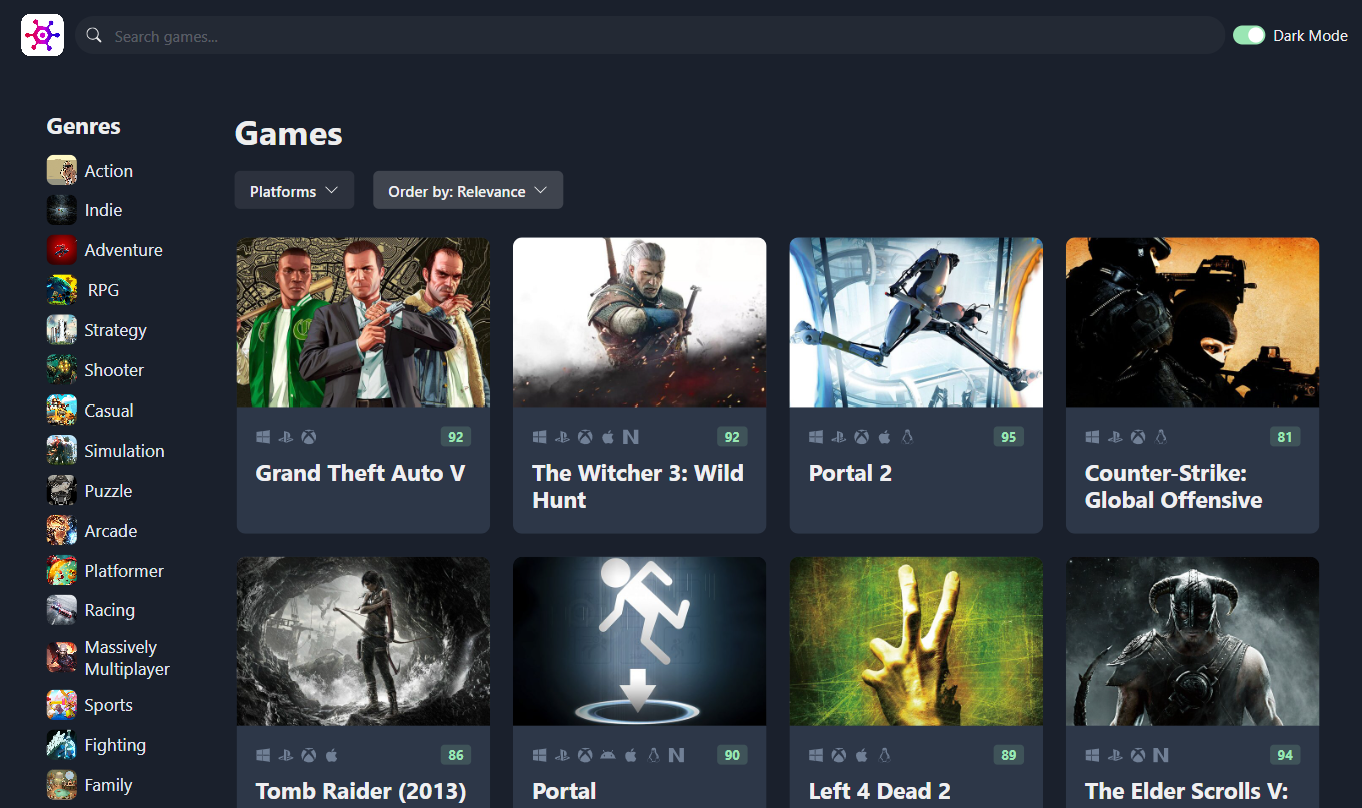 Search games...
Dark Mode
Genres
Action
Indie
Adventure
RPG
Strategy
Shooter
Casual
Simulation
Puzzle
Arcade
Platformer
Racing
Massively
Multiplayer
Sports
Fighting
Family
Games
Platforms
Order by: Relevance
92
Grand Theft Auto V
92
The Witcher 3: Wild
Hunt
95
Portal 2
81
Counter-Strike:
Global Offensive
86
Tomb Raider (2013)
90
Portal
89
Left 4 Dead 2
94
The Elder Scrolls V: